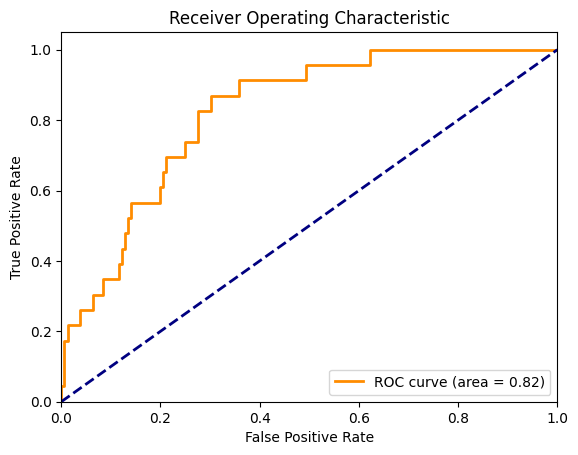 Receiver Operating Characteristic
1.0
0.8
0.6
0.4
0.2
0.0
True Positive Rate
ROC curve (area = 0.82)
0.0 0.2 0.4 0.6 0.8 1.0
False Positive Rate